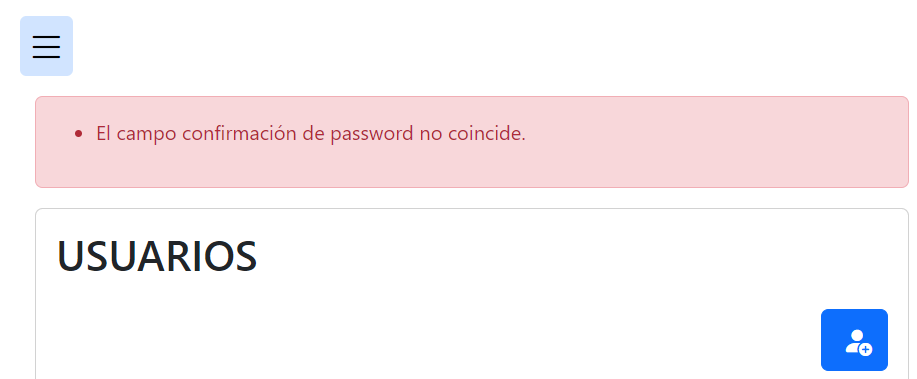 El campo confirmación de password no coincide.
USUARIOS